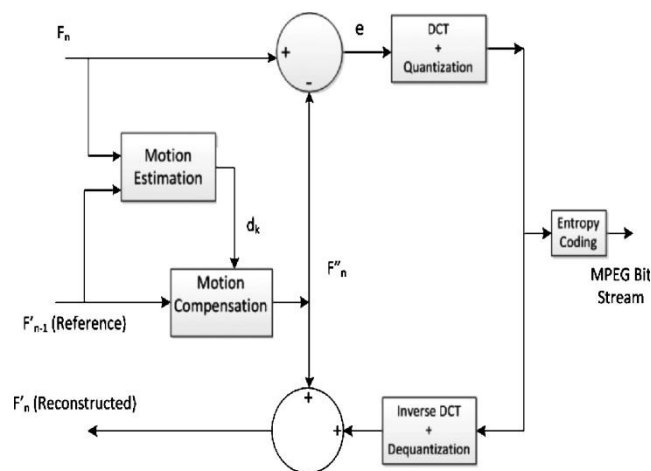 Fn
e
DCT
+
Quantization
+
-
Motion
Estimation
dk
Entropy
Coding
F"n
MPEG Bit
Stream
Motion
Compensation
F'n-1 (Reference)
F'n (Reconstructed)
+
+
Inverse DCT
+
Dequantization